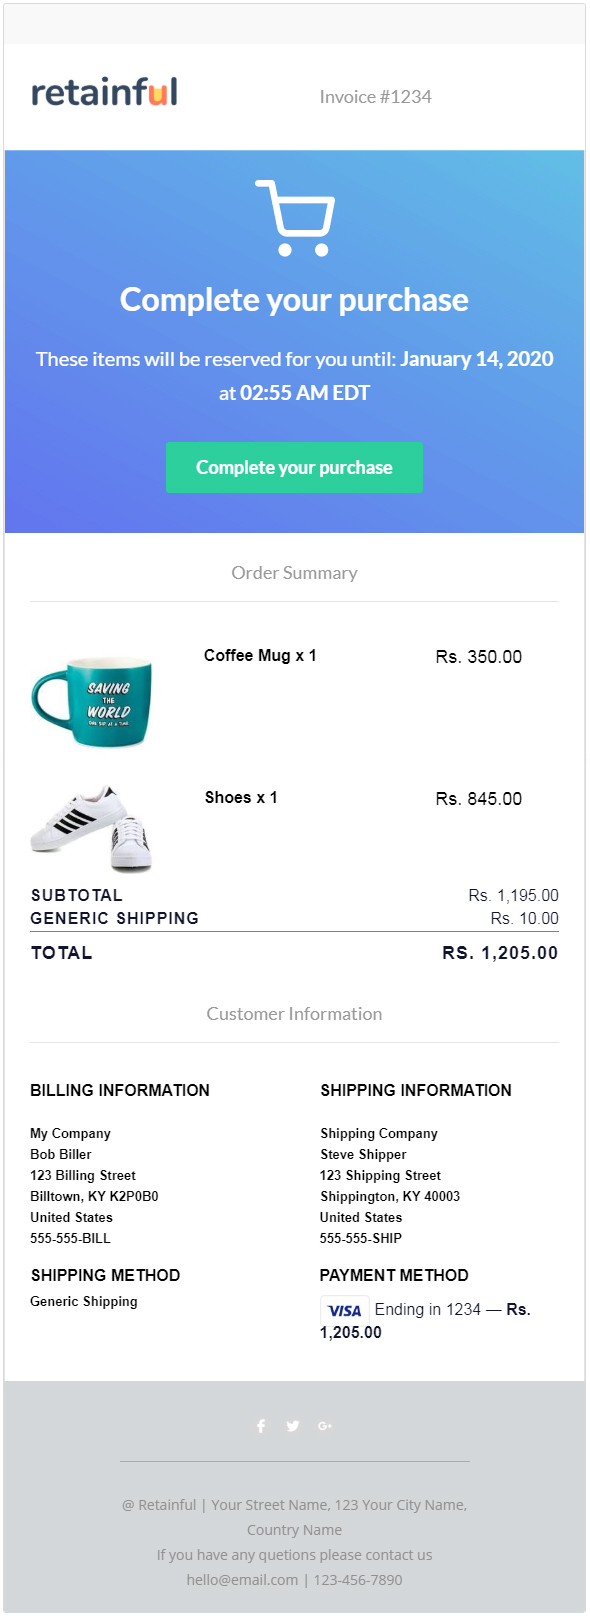 retainful
Invoice #1234
Complete your purchase
These items will be reserved for you until: January 14, 2020
at 02:55 AM EDT
Complete your purchase
Order Summary
Coffee Mug x 1 Rs. 350.00
SAVING
THE
WORLD
ONE SIP AT A TIME
Shoes x 1 Rs. 845.00
SUBTOTAL Rs. 1,195.00
GENERIC SHIPPING Rs. 10.00
TOTAL RS. 1,205.00
Customer Information
BILLING INFORMATION
My Company
Bob Biller
123 Billing Street
Billtown, KY K2P0B0
United States
555-555-BILL
SHIPPING INFORMATION
Shipping Company
Steve Shipper
123 Shipping Street
Shippington, KY 40003
United States
555-555-SHIP
SHIPPING METHOD
Generic Shipping
PAYMENT METHOD
VISA Ending in 1234 — Rs.
1,205.00
f G+
@ Retainful | Your Street Name, 123 Your City Name,
Country Name
If you have any quetions please contact us
hello@email.com | 123-456-7890